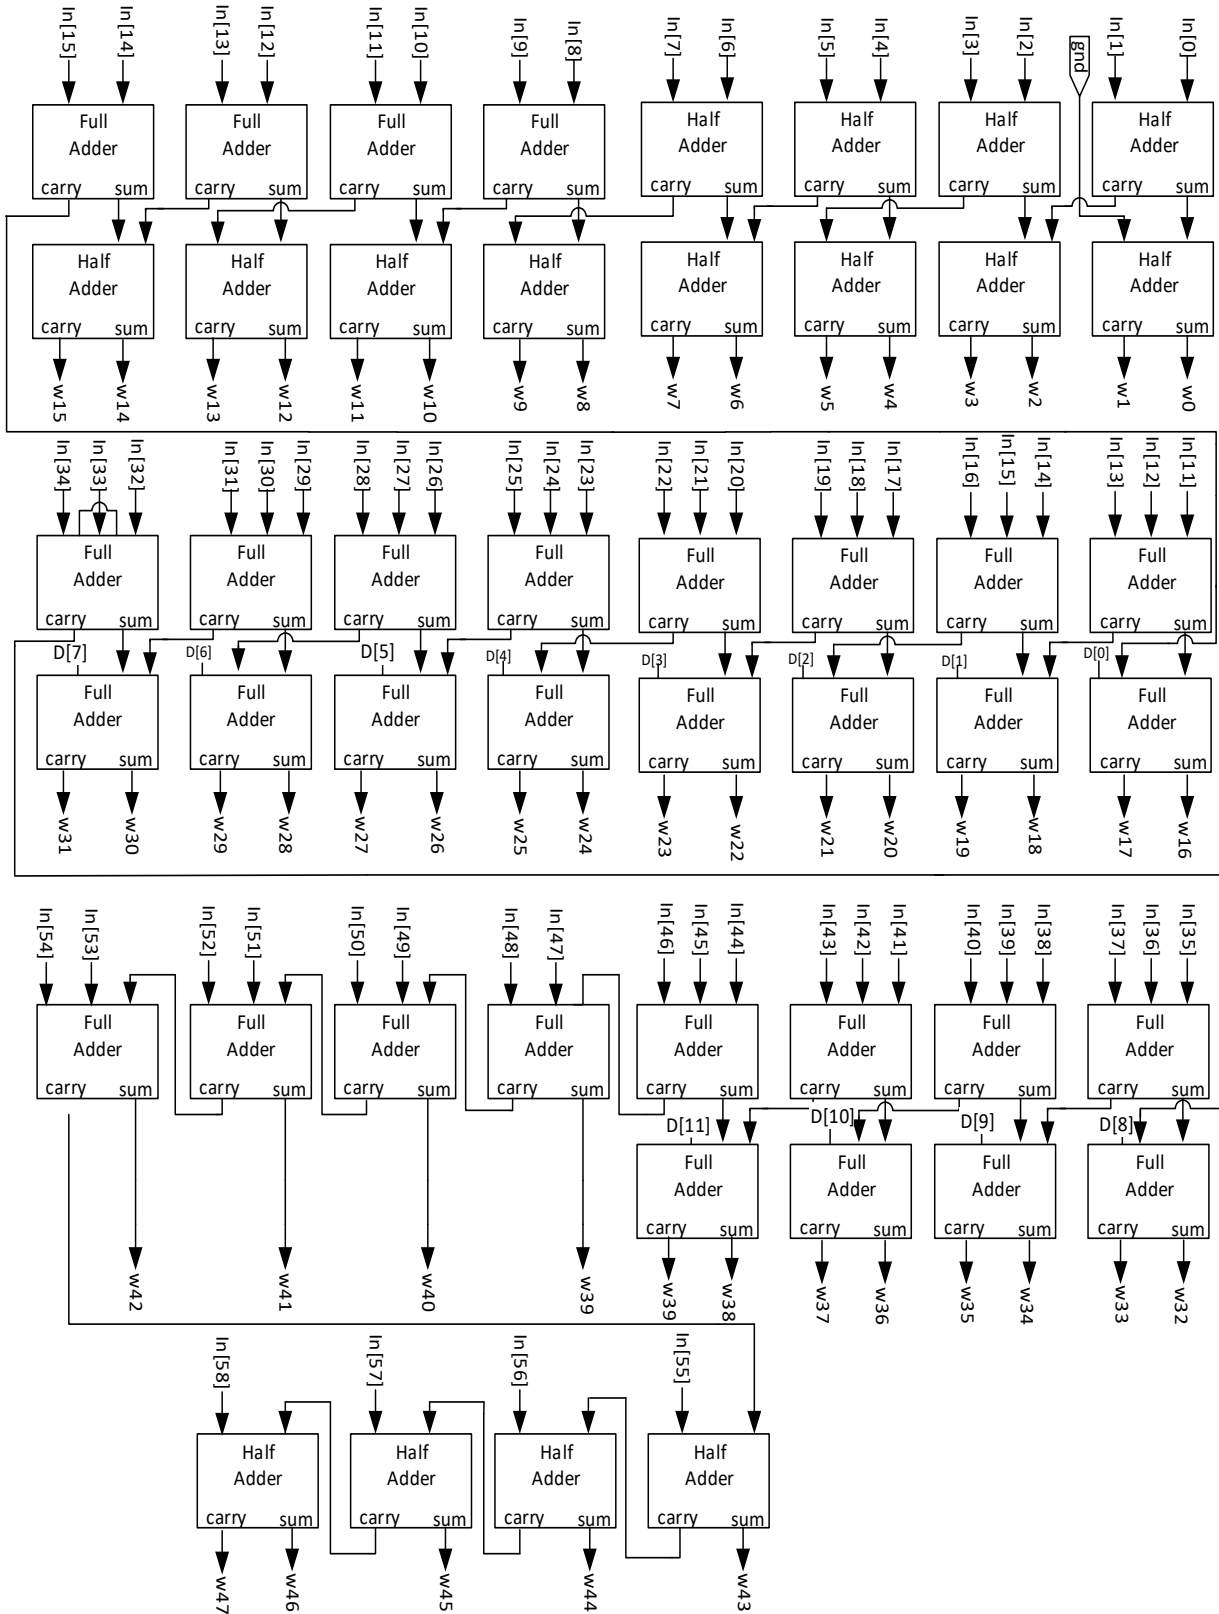 In[15] In[14] In[13] In[12] In[11] In[10] In[9] In[8] In[7] In[6] In[5] In[4] In[3] In[2] gnd In[1] In[0]
Full Full Full Full Half Half Half Half
Adder Adder Adder Adder Adder Adder Adder Adder
carry sum carry sum carry sum carry sum carry sum carry sum carry sum carry sum
Half Half Half Half Half Half Half Half
Adder Adder Adder Adder Adder Adder Adder Adder
carry sum carry sum carry sum carry sum carry sum carry sum carry sum carry sum
w15 w14 w13 w12 w11 w10 w9 w8 w7 w6 w5 w4 w3 w2 w1 w0
In[34] In[33] In[32] In[31] In[30] In[29] In[28] In[27] In[26] In[25] In[24] In[23] In[22] In[21] In[20] In[19] In[18] In[17] In[16] In[15] In[14] In[13] In[12] In[11]
Full Full Full Full Full Full Full Full
Adder Adder Adder Adder Adder Adder Adder Adder
carry sum carry sum carry sum carry sum carry sum carry sum carry sum carry sum
D[7] D[6] D[5] D[4] D[3] D[2] D[1] D[0]
Full Full Full Full Full Full Full Full
Adder Adder Adder Adder Adder Adder Adder Adder
carry sum carry sum carry sum carry sum carry sum carry sum carry sum carry sum
w31 w30 w29 w28 w27 w26 w25 w24 w23 w22 w21 w20 w19 w18 w17 w16
In[54] In[53] In[52] In[51] In[50] In[49] In[48] In[47] In[46] In[45] In[44] In[43] In[42] In[41] In[40] In[39] In[38] In[37] In[36] In[35]
Full Full Full Full Full Full Full Full
Adder Adder Adder Adder Adder Adder Adder Adder
carry sum carry sum carry sum carry sum carry sum carry sum carry sum carry sum
D[11] D[10] D[9] D[8]
Full Full Full Full
Adder Adder Adder Adder
carry sum carry sum carry sum carry sum
w42 w41 w40 w39 w39 w38 w37 w36 w35 w34 w33 w32
In[58] In[57] In[56] In[55]
Half Half Half Half
Adder Adder Adder Adder
carry sum carry sum carry sum carry sum
w47 w46 w45 w44 w43